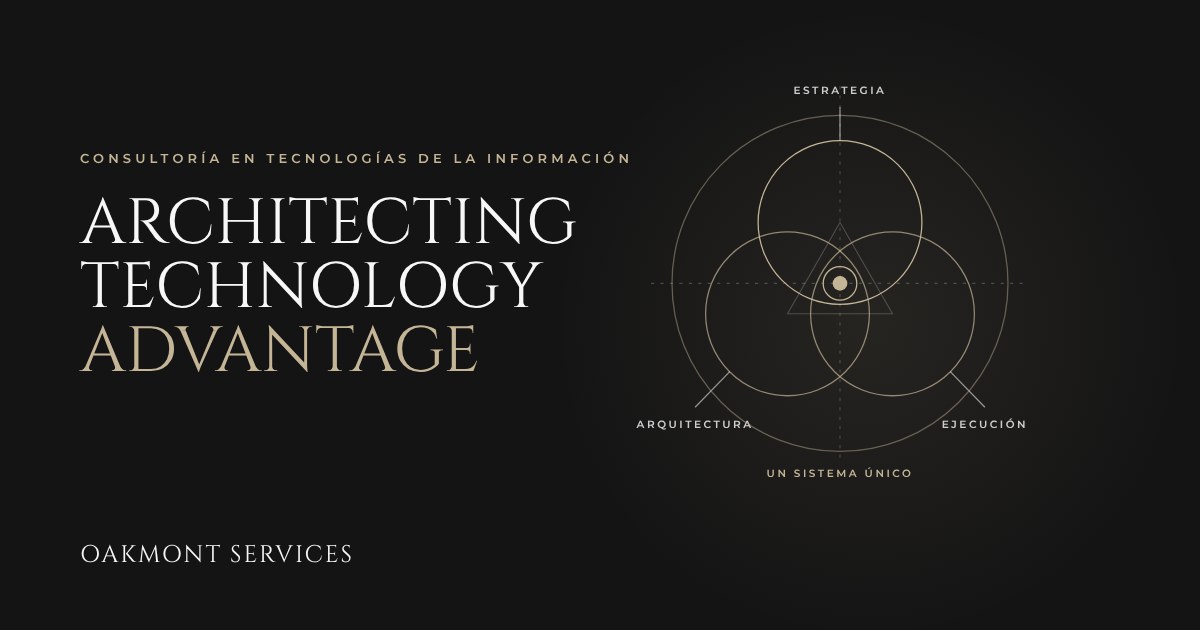 CONSULTORÍA EN TECNOLOGÍAS DE LA INFORMACIÓN
ARCHITECTING
TECHNOLOGY
ADVANTAGE
OAKMONT SERVICES
ESTRATEGIA
ARQUITECTURA
EJECUCIÓN
UN SISTEMA ÚNICO